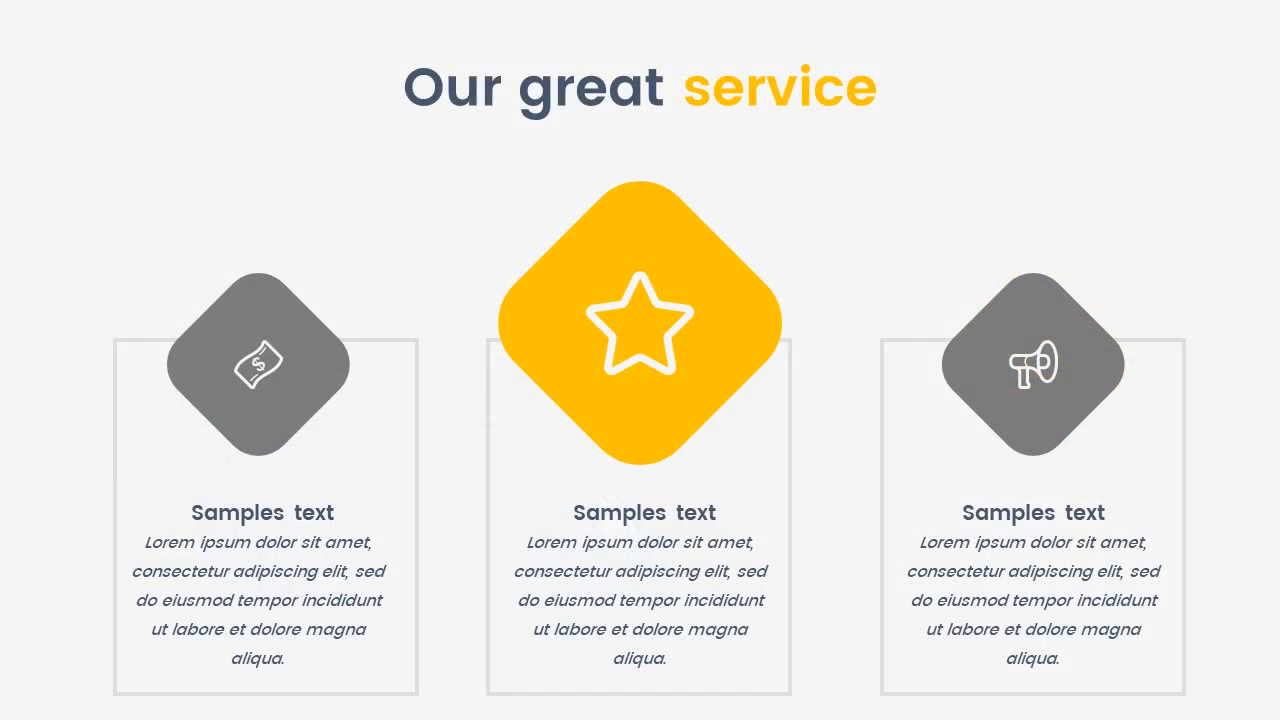 Our great service
Samples text
Lorem ipsum dolor sit amet,
consectetur adipiscing elit, sed
do eiusmod tempor incididunt
ut labore et dolore magna
aliqua.
Samples text
Lorem ipsum dolor sit amet,
consectetur adipiscing elit, sed
do eiusmod tempor incididunt
ut labore et dolore magna
aliqua.
Samples text
Lorem ipsum dolor sit amet,
consectetur adipiscing elit, sed
do eiusmod tempor incididunt
ut labore et dolore magna
aliqua.